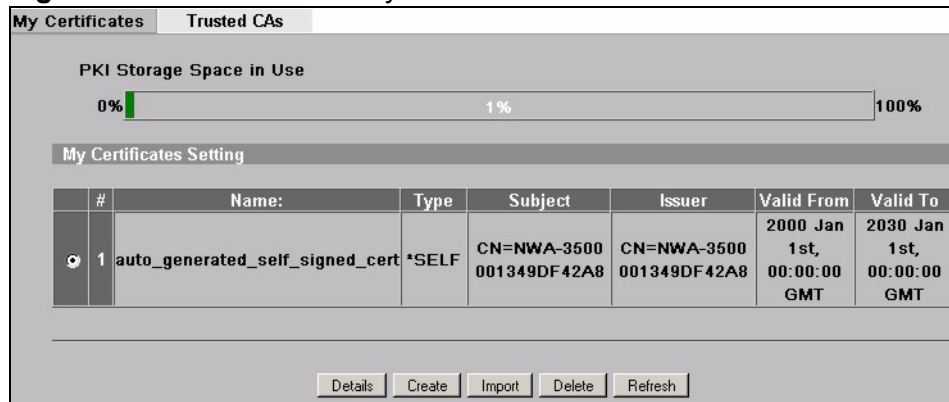 My Certificates Trusted CAs
PKI Storage Space in Use
0% 1% 100%
My Certificates Setting
# Name: Type Subject Issuer Valid From Valid To
1 auto_generated_self_signed_cert *SELF CN=NWA-3500 001349DF42A8 CN=NWA-3500 001349DF42A8 2000 Jan 1st, 00:00:00 GMT 2030 Jan 1st, 00:00:00 GMT
Details Create Import Delete Refresh